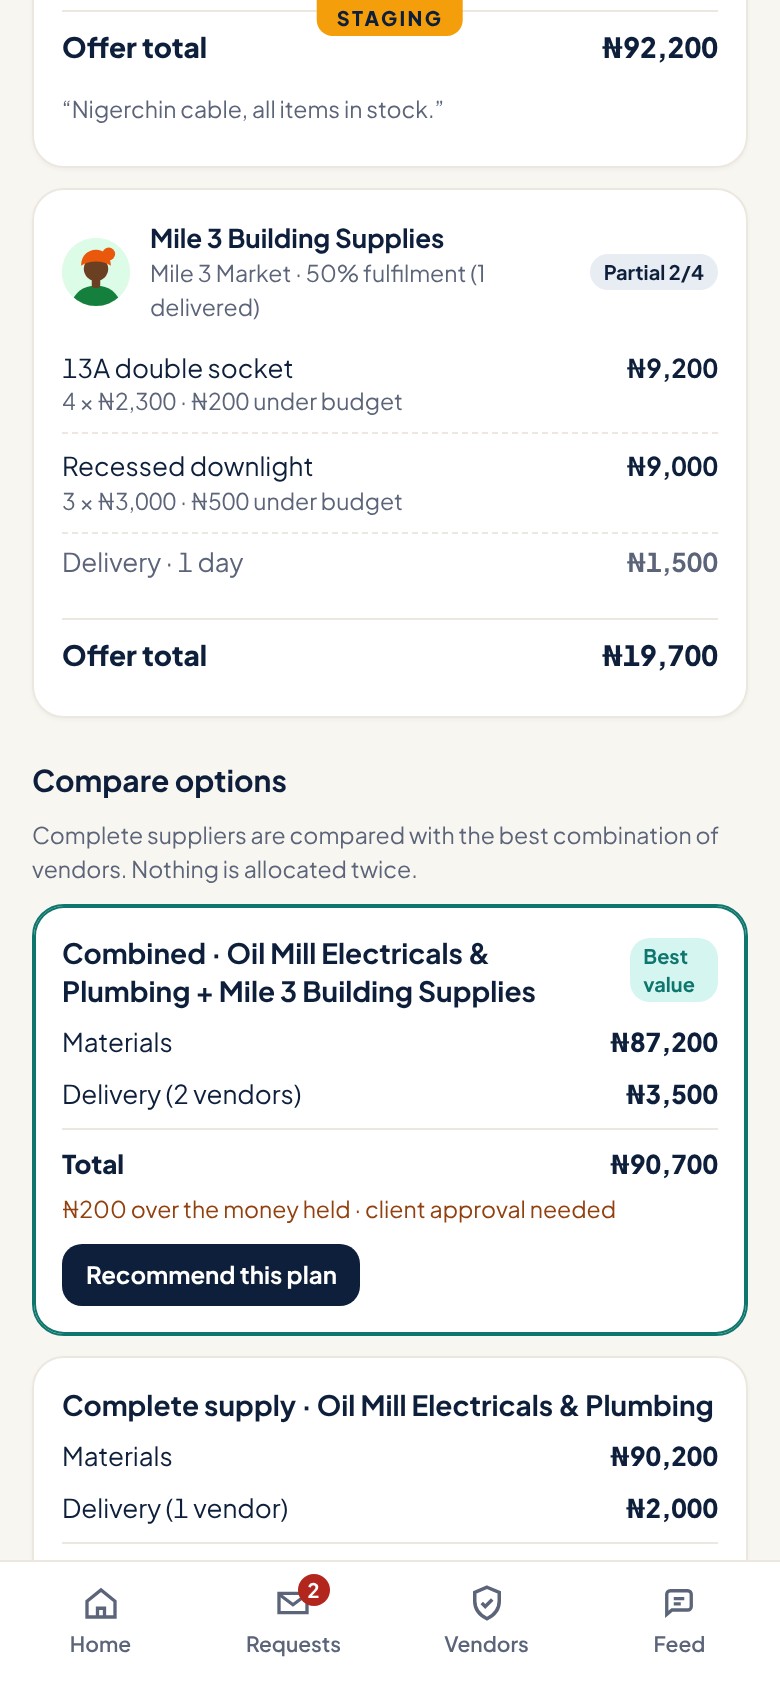 STAGING
Offer total ₦92,200
“Nigerchin cable, all items in stock.”
Mile 3 Building Supplies
Mile 3 Market · 50% fulfilment (1
delivered)
Partial 2/4
13A double socket ₦9,200
4 × ₦2,300 · ₦200 under budget
Recessed downlight ₦9,000
3 × ₦3,000 · ₦500 under budget
Delivery · 1 day ₦1,500
Offer total ₦19,700
Compare options
Complete suppliers are compared with the best combination of
vendors. Nothing is allocated twice.
Combined · Oil Mill Electricals &
Plumbing + Mile 3 Building Supplies
Best
value
Materials ₦87,200
Delivery (2 vendors) ₦3,500
Total ₦90,700
₦200 over the money held · client approval needed
Recommend this plan
Complete supply · Oil Mill Electricals & Plumbing
Materials ₦90,200
Delivery (1 vendor) ₦2,000
2
Home Requests Vendors Feed